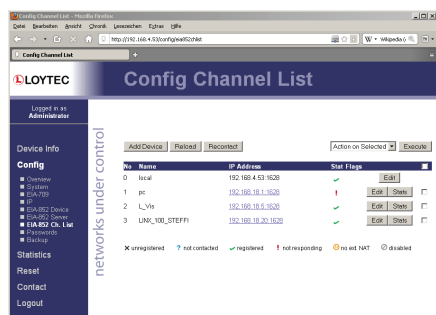 Config Channel List - Mozilla Firefox
Datei Bearbeiten Ansicht Chronik Lesezeichen Extras Hilfe
http://192.168.4.53/config/eia852chlist
W - Wikipedia (
Config Channel List +
LOYTEC
Config Channel List
Logged in as
Administrator
Device Info
Config
Overview
System
EIA-709
IP
EIA-852 Device
EIA-852 Server
EIA-852 Ch. List
Passwords
Backup
Statistics
Reset
Contact
Logout
networks under control
Add Device Reload Recontact Action on Selected Execute
No Name IP Address Stat Flags
0 local 192.168.4.53:1628 Edit
1 pc 192.168.18.1:1628 ! Edit Stats
2 L_Vis 192.168.18.5:1628 Edit Stats
3 LINX_100_STEFFI 192.168.18.20:1628 Edit Stats
unregistered ? not contacted registered ! not responding no ext. NAT disabled